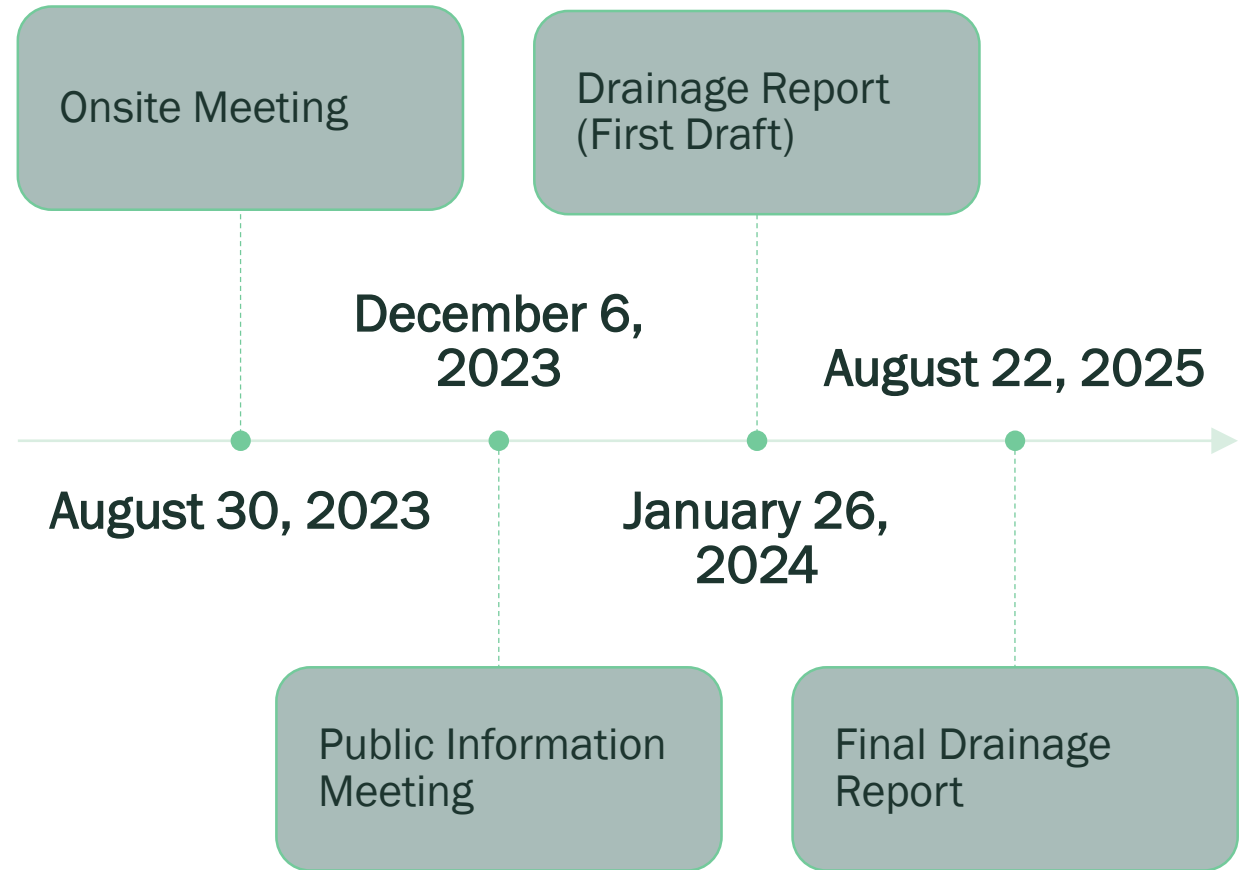 Onsite Meeting
Drainage Report
(First Draft)
December 6,
2023
August 22, 2025
August 30, 2023
January 26,
2024
Public Information
Meeting
Final Drainage
Report